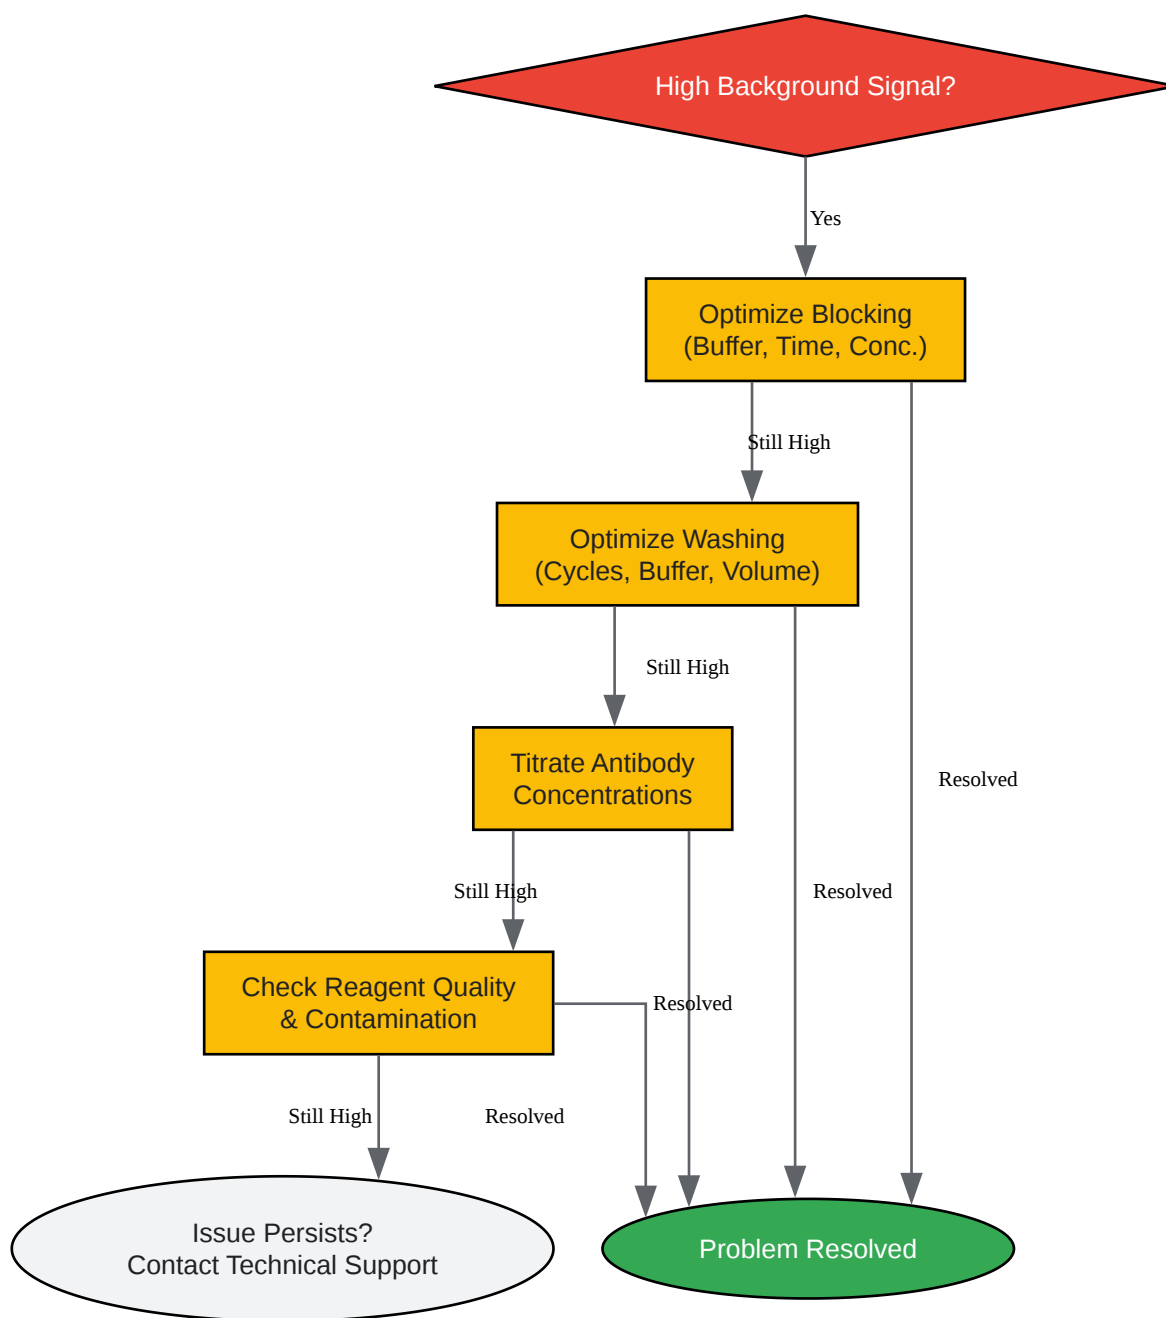 High Background Signal?
Yes
Optimize Blocking
(Buffer, Time, Conc.)
Still High
Optimize Washing
(Cycles, Buffer, Volume)
Still High
Titrate Antibody
Concentrations
Resolved
Still High
Resolved
Check Reagent Quality
& Contamination
Resolved
Still High
Resolved
Issue Persists?
Contact Technical Support
Problem Resolved